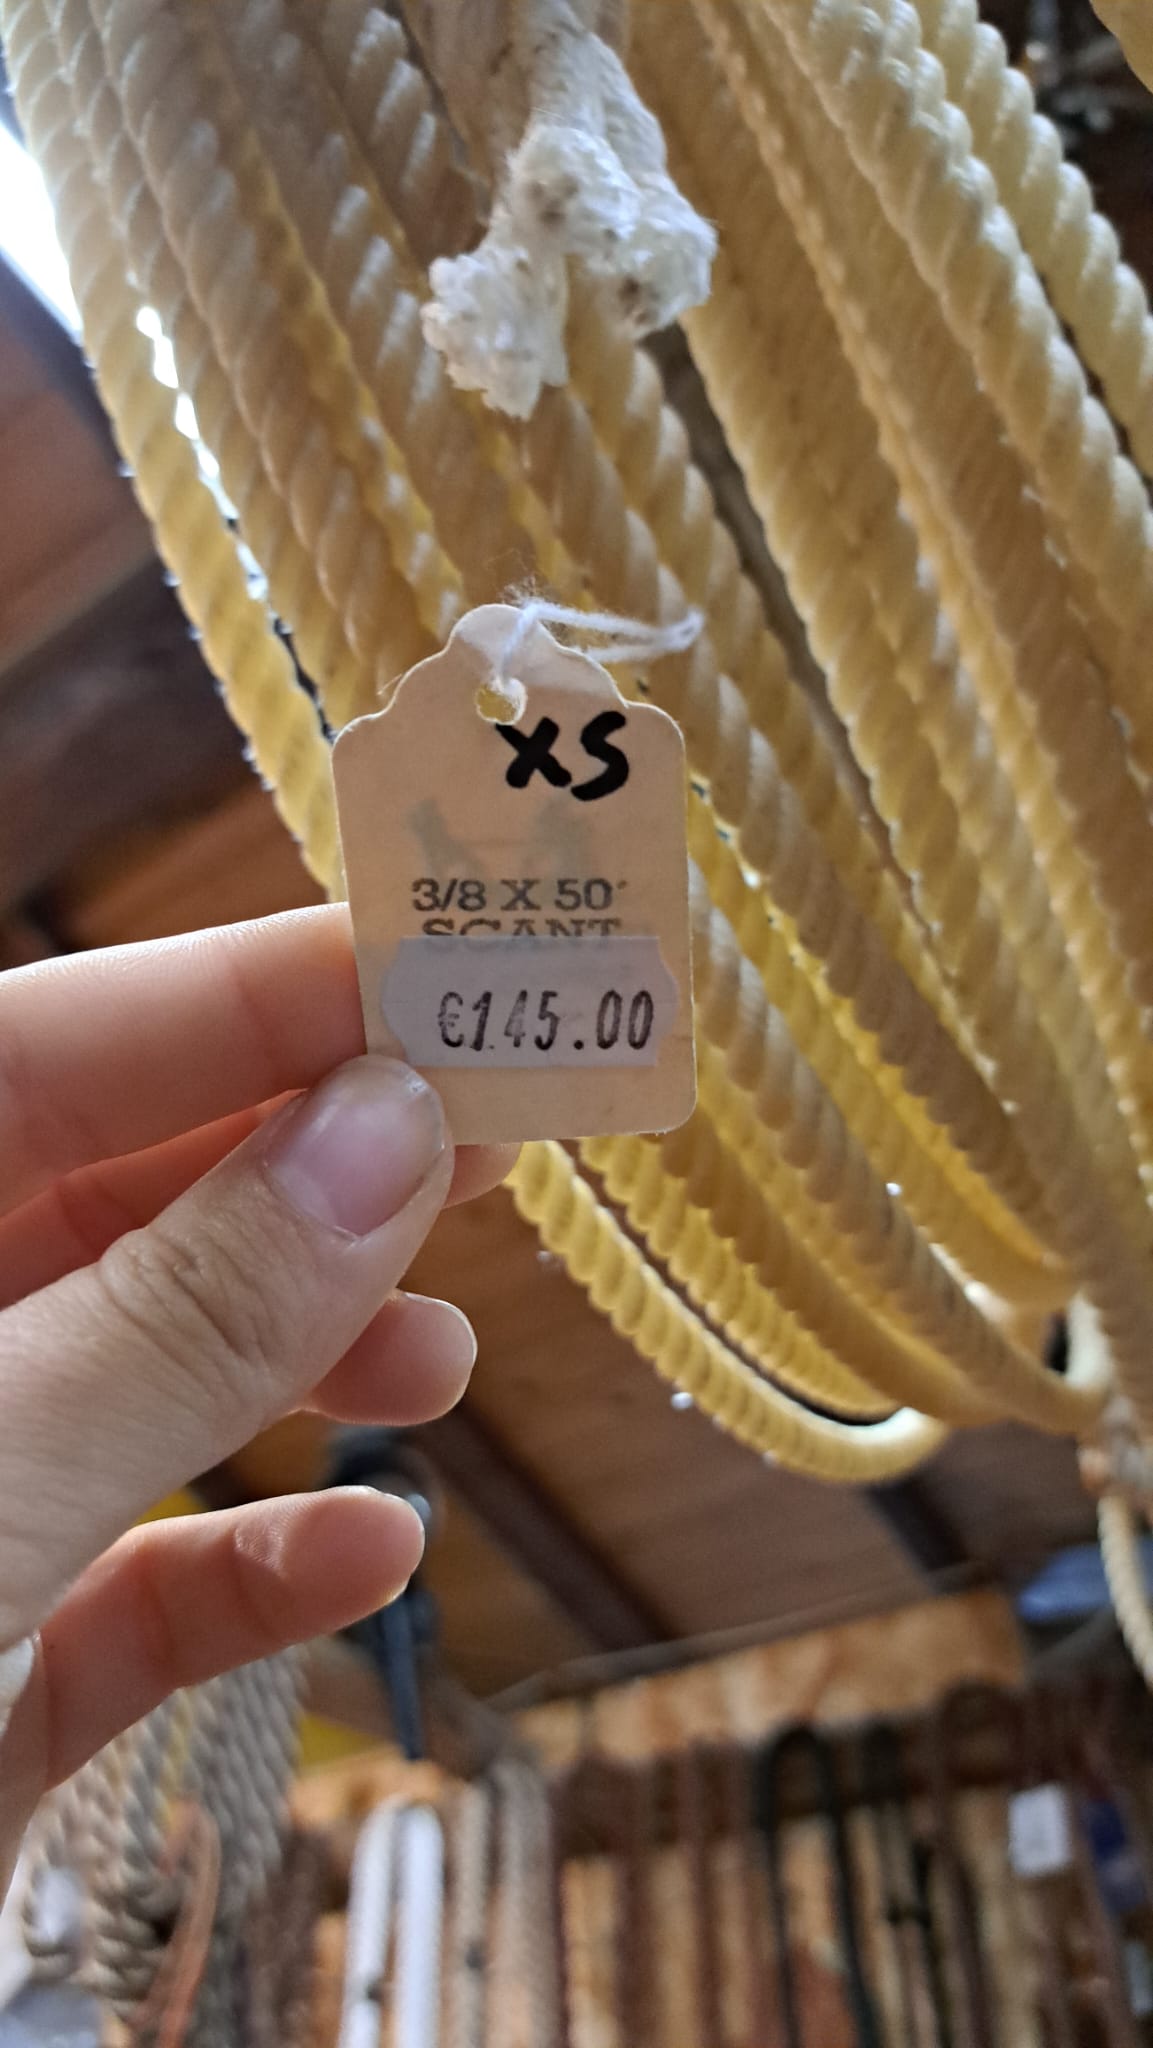 XS
3/8 X 50'
SCANT
€145.00